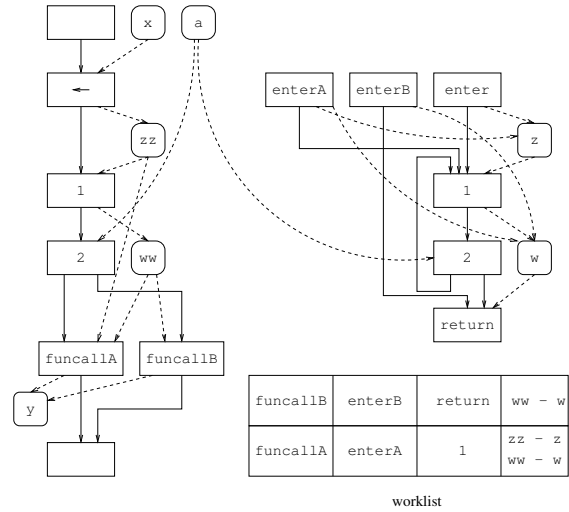 x
a
←
enterA
enterB
enter
zz
z
1
1
2
ww
2
w
return
funcallA
funcallB
y
funcallB enterB return ww - w
funcallA enterA 1 zz - z
ww - w
worklist